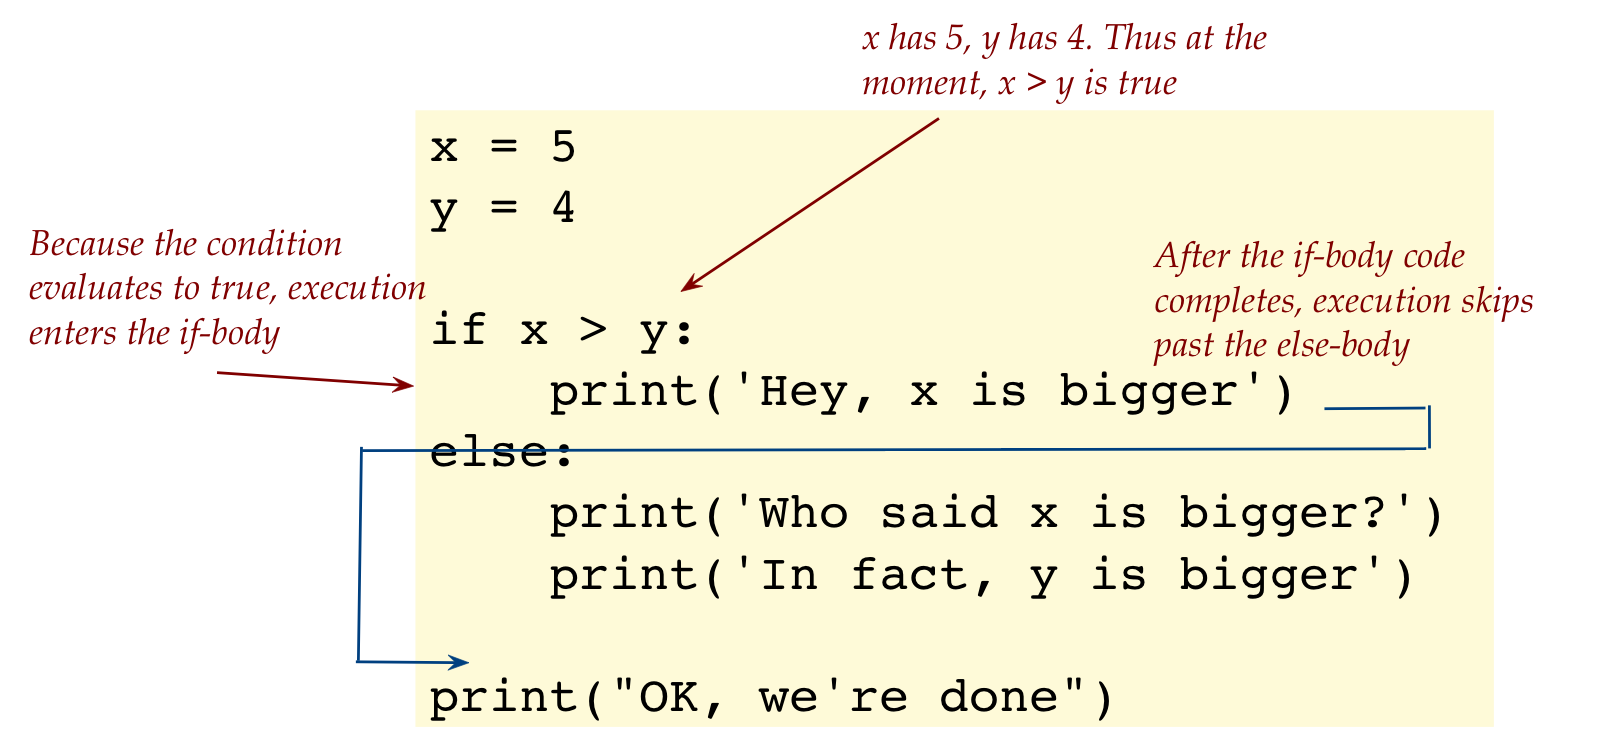 x has 5, y has 4. Thus at the
moment, x > y is true
x = 5
y = 4
Because the condition
evaluates to true, execution
enters the if-body
After the if-body code
completes, execution skips
past the else-body
if x > y:
    print('Hey, x is bigger')
else:
    print('Who said x is bigger?')
    print('In fact, y is bigger')
print("OK, we're done")